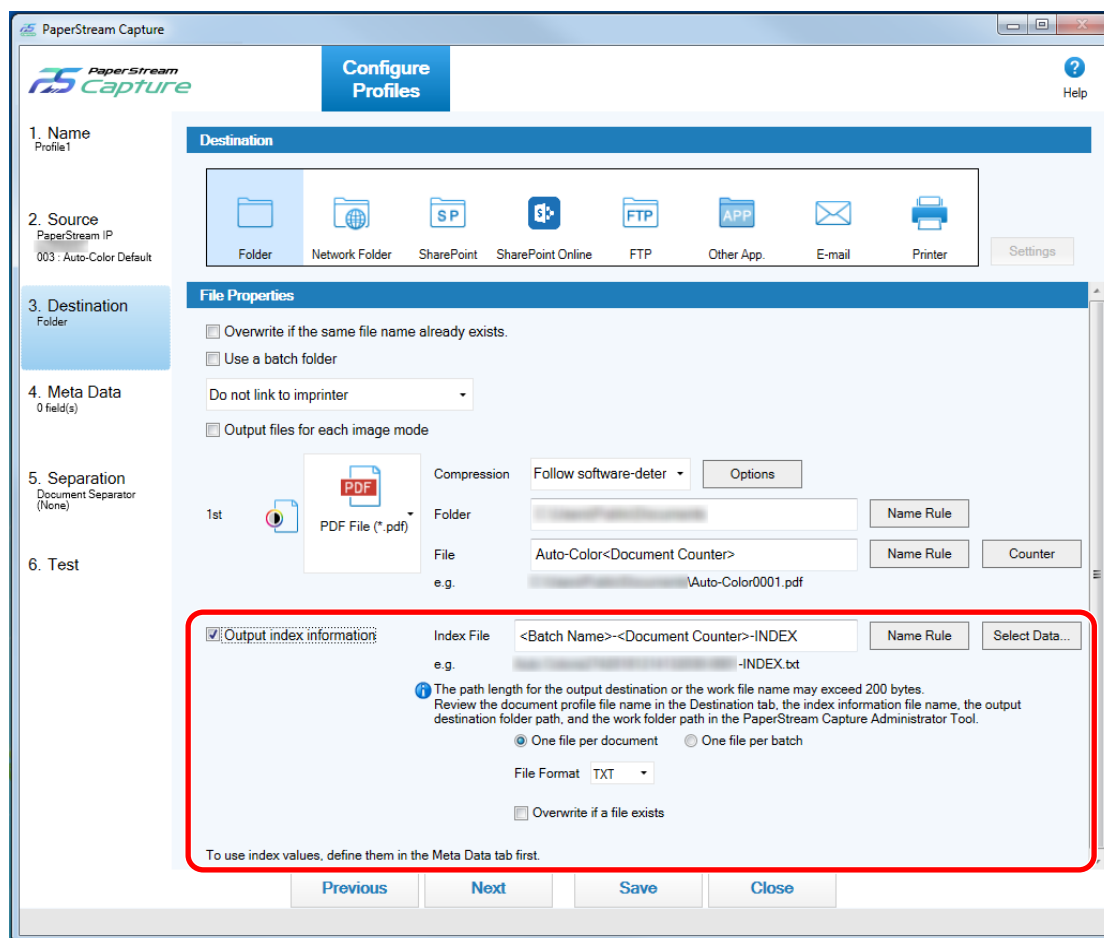 PaperStream Capture
PaperStream
Capture
Configure
Profiles
?
Help
1. Name
Profile1
2. Source
PaperStream IP
003 : Auto-Color Default
3. Destination
Folder
4. Meta Data
0 field(s)
5. Separation
Document Separator
(None)
6. Test
Destination
SP
FTP
APP
Folder
Network Folder
SharePoint
SharePoint Online
FTP
Other App.
E-mail
Printer
Settings
File Properties
Overwrite if the same file name already exists.
Use a batch folder
Do not link to imprinter
Output files for each image mode
1st
PDF
PDF File (*.pdf)
Compression
Follow software-deter
Options
Folder
Name Rule
File
Auto-Color<Document Counter>
Name Rule
Counter
e.g.
\Auto-Color0001.pdf
Output index information
Index File
<Batch Name>-<Document Counter>-INDEX
Name Rule
Select Data...
e.g.
-INDEX.txt
The path length for the output destination or the work file name may exceed 200 bytes.
Review the document profile file name in the Destination tab, the index information file name, the output
destination folder path, and the work folder path in the PaperStream Capture Administrator Tool.
One file per document
One file per batch
File Format
TXT
Overwrite if a file exists
To use index values, define them in the Meta Data tab first.
Previous
Next
Save
Close